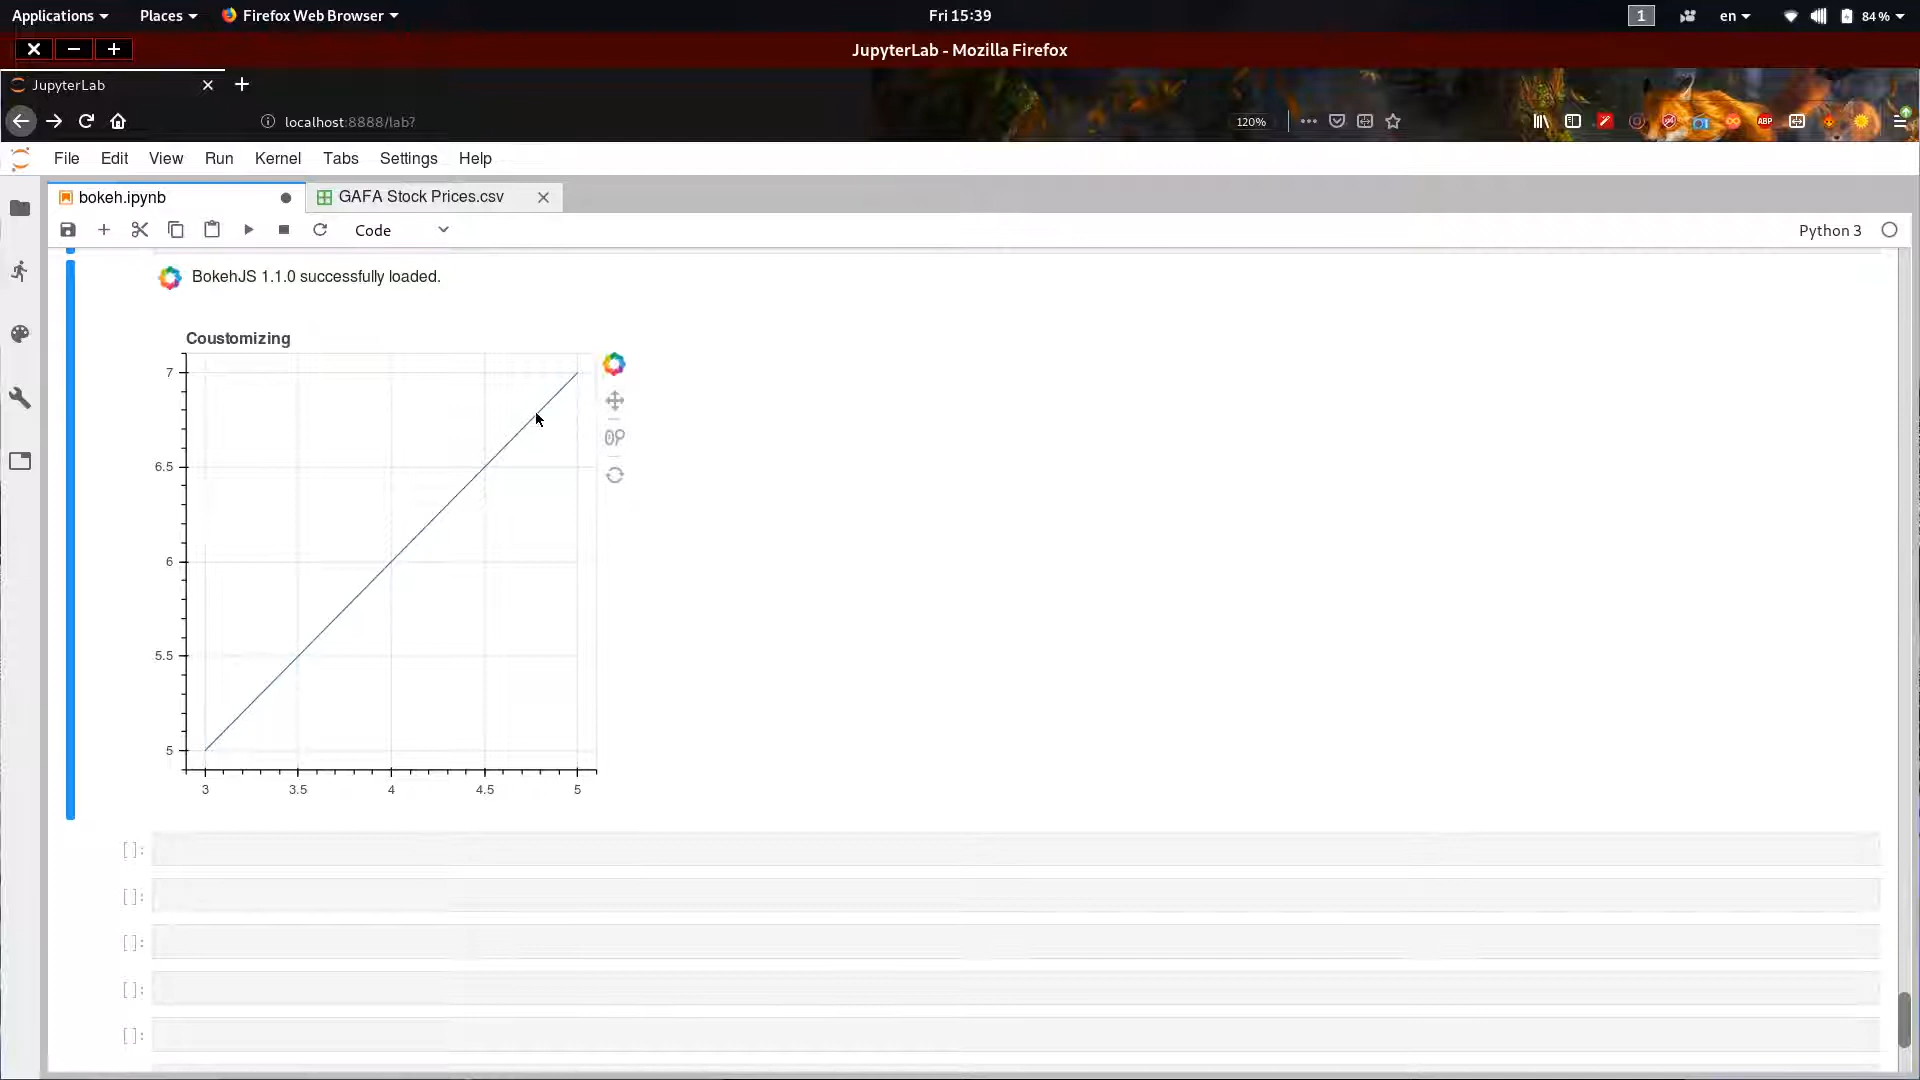 Applications Places Firefox Web Browser Fri 15:39 1 en 84 %
JupyterLab - Mozilla Firefox
JupyterLab
localhost:8888/lab? 120% ABP
File Edit View Run Kernel Tabs Settings Help
bokeh.ipynb GAFA Stock Prices.csv
Code Python 3
BokehJS 1.1.0 successfully loaded.
Coustomizing
7
6.5
6
5.5
5
3 3.5 4 4.5 5
[ ]:
[ ]:
[ ]:
[ ]:
[ ]: